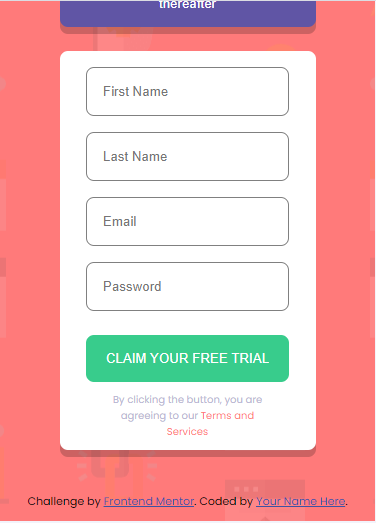 thereafter
First Name
Last Name
Email
Password
CLAIM YOUR FREE TRIAL
By clicking the button, you are
agreeing to our Terms and
Services
Challenge by Frontend Mentor. Coded by Your Name Here.